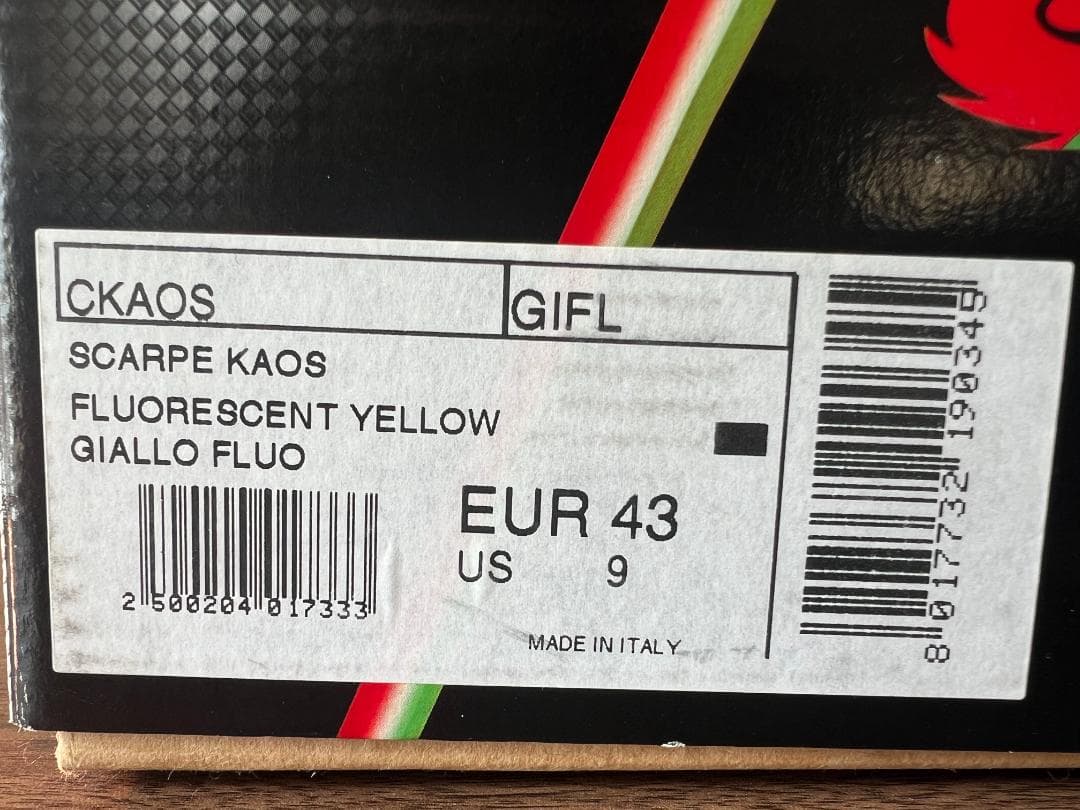 CKAOS GIFL
SCARPE KAOS
FLUORESCENT YELLOW
GIALLO FLUO
EUR 43
US 9
2 500204 017333
MADE IN ITALY
8 017732 190349